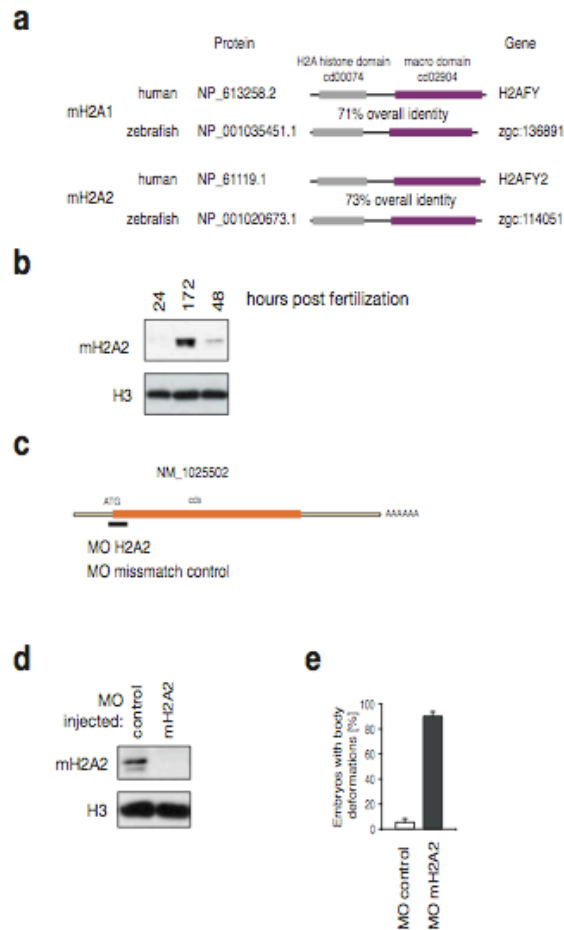 a
Protein
Gene
H2A histone domain
cd00074
macro domain
cd02904
mH2A1
human NP_613258.2 H2AFY
71% overall identity
zebrafish NP_001035451.1 zgc:136891
mH2A2
human NP_61119.1 H2AFY2
73% overall identity
zebrafish NP_001020673.1 zgc:114051
b
24 172 48 hours post fertilization
mH2A2
H3
c
NM_1025502
ATG cds
AAAAAA
MO H2A2
MO missmatch control
d
MO injected:
control mH2A2
mH2A2
H3
e
Embryos with body
deformations [%]
100
80
60
40
20
0
MO control
MO mH2A2